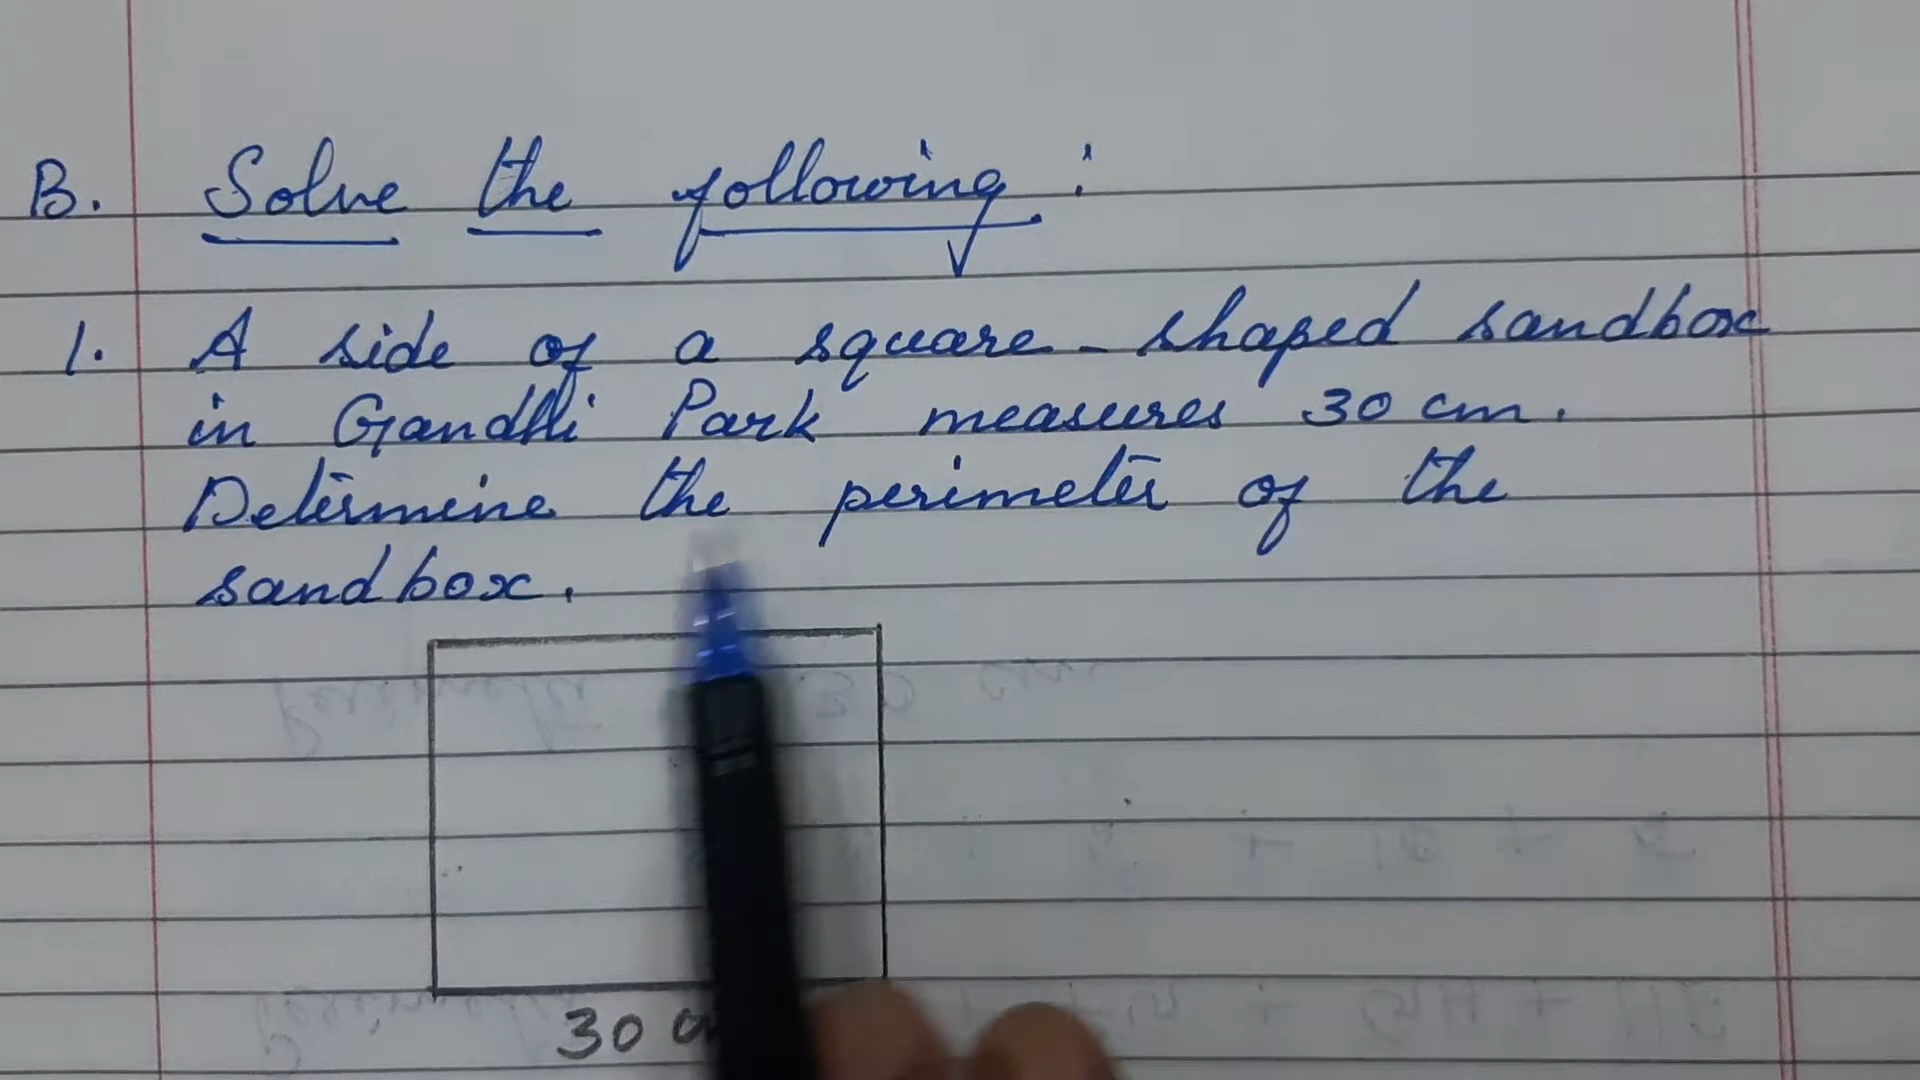 B. Solve the following :
1. A side of a square-shaped sandbox
in Gandhi Park measures 30 cm.
Determine the perimeter of the
sandbox.
30